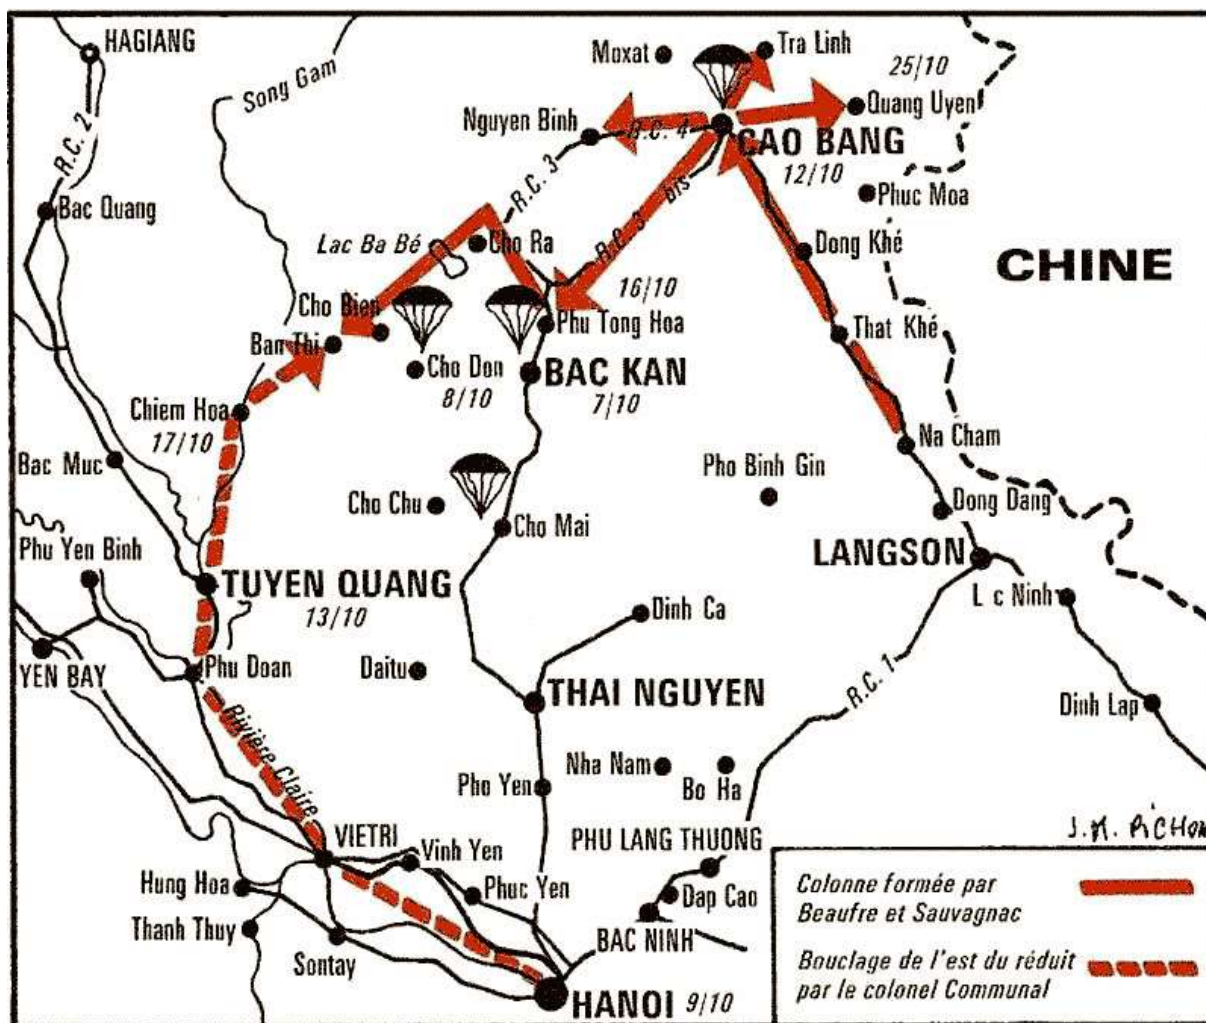 HAGIANG
Song Gam
R.C. 2
Bac Quang
Moxat
Tra Linh
25/10
Quang Uyen
Nguyen Binh
R.C. 4
CAO BANG
12/10
Phuc Moa
R.C. 3
R.C. 3 bis
Lac Ba Bé
Cho Ra
Dong Khé
CHINE
16/10
Cho Bien
Phu Tong Hoa
That Khé
Ban Thi
Cho Don
8/10
BAC KAN
7/10
Chiem Hoa
17/10
Na Cham
Bac Muc
Pho Binh Gin
Cho Chu
Cho Mai
Dong Dang
Phu Yen Binh
TUYEN QUANG
13/10
LANGSON
L c Ninh
Dinh Ca
YEN BAY
Phu Doan
Daitu
THAI NGUYEN
R.C. 1
Dinh Lap
Rivière Claire
Nha Nam
Bo Ha
Pho Yen
VIETRI
Vinh Yen
PHU LANG THUONG
J.M. PICHON
Hung Hoa
Phuc Yen
Dap Cao
Thanh Thuy
Sontay
BAC NINH
HANOI 9/10
Colonne formée par
Beaufre et Sauvagnac
Bouclage de l'est du réduit
par le colonel Communal